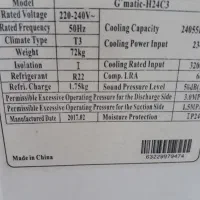 Model G'matic-H24C3
Rated Voltage 220-240V~
Rated Frequency 50Hz Cooling Capacity
Climate Type T3 Cooling Power Input
Weight 72kg
Isolation I Cooling Rated Input
Refrigerant R22 Comp. LRA
Refri. Charge 1.75kg Sound Pressure Level
Permissible Excessive Operating Pressure for the Discharge Side
Permissible Excessive Operating Pressure for the Suction Side
Manufactured Date 2017.02 Moisture Protection
Made in China